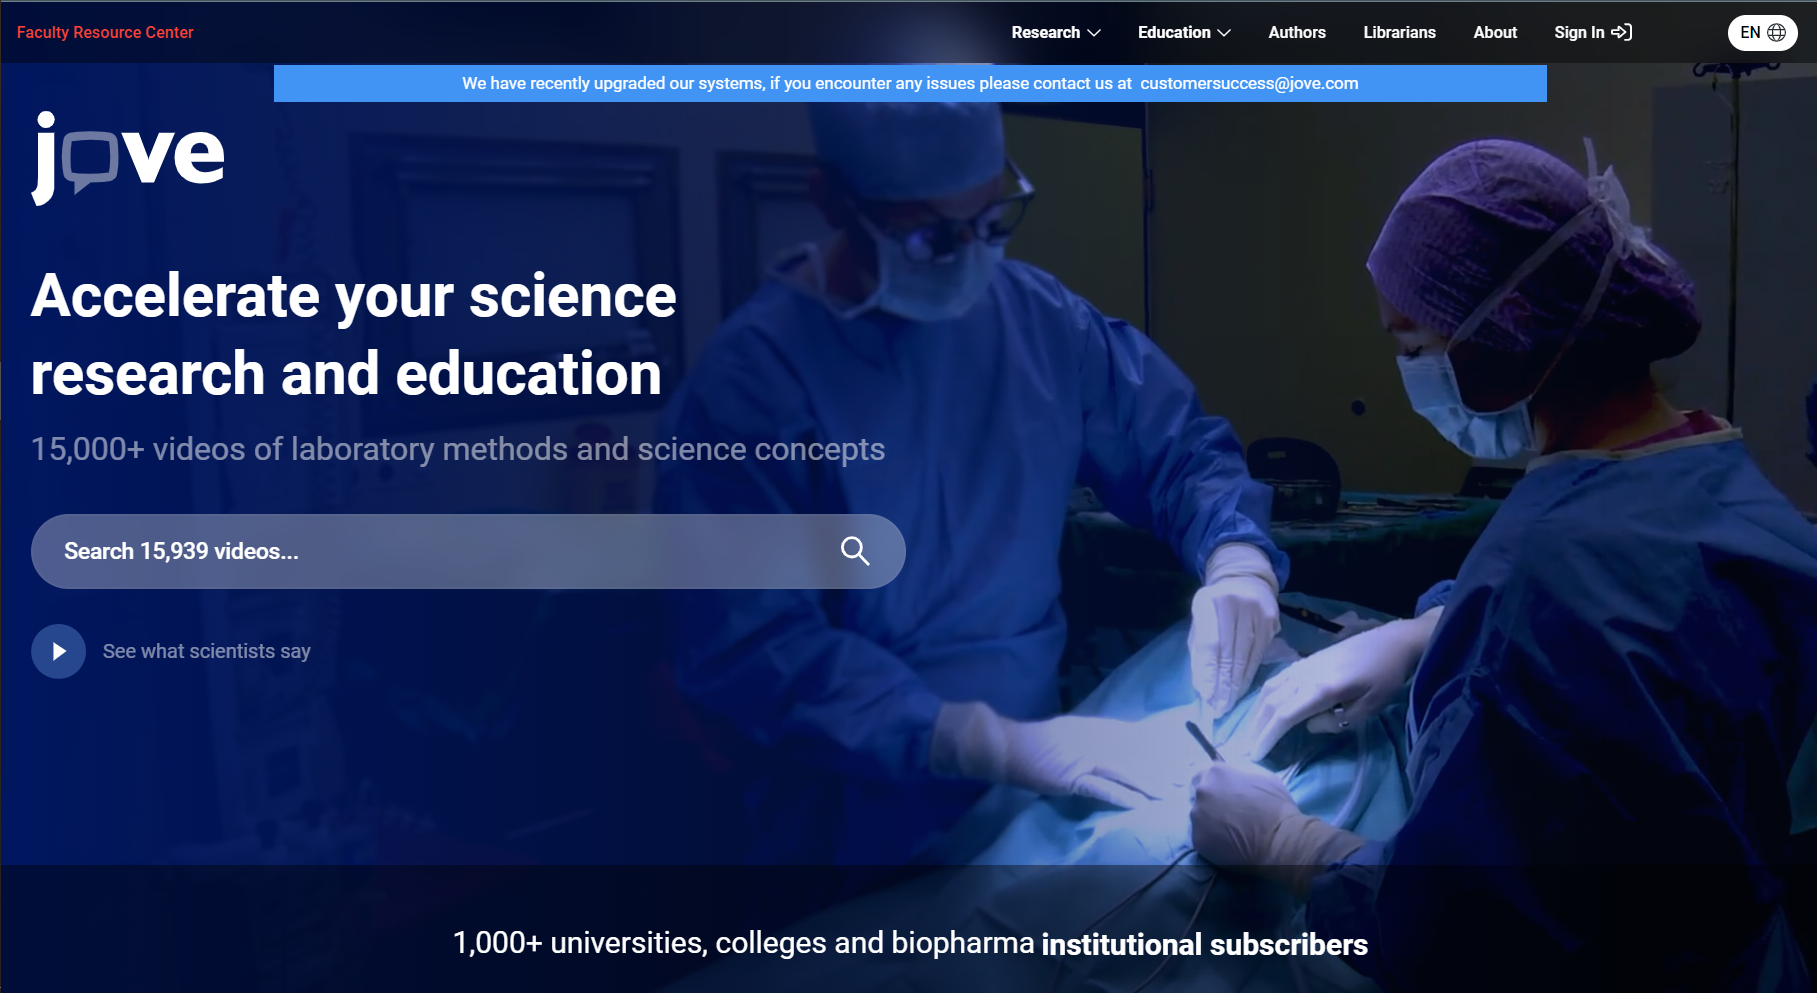 Faculty Resource Center
Research
Education
Authors
Librarians
About
Sign In
EN
We have recently upgraded our systems, if you encounter any issues please contact us at customersuccess@jove.com
jove
Accelerate your science
research and education
15,000+ videos of laboratory methods and science concepts
Search 15,939 videos...
See what scientists say
1,000+ universities, colleges and biopharma institutional subscribers